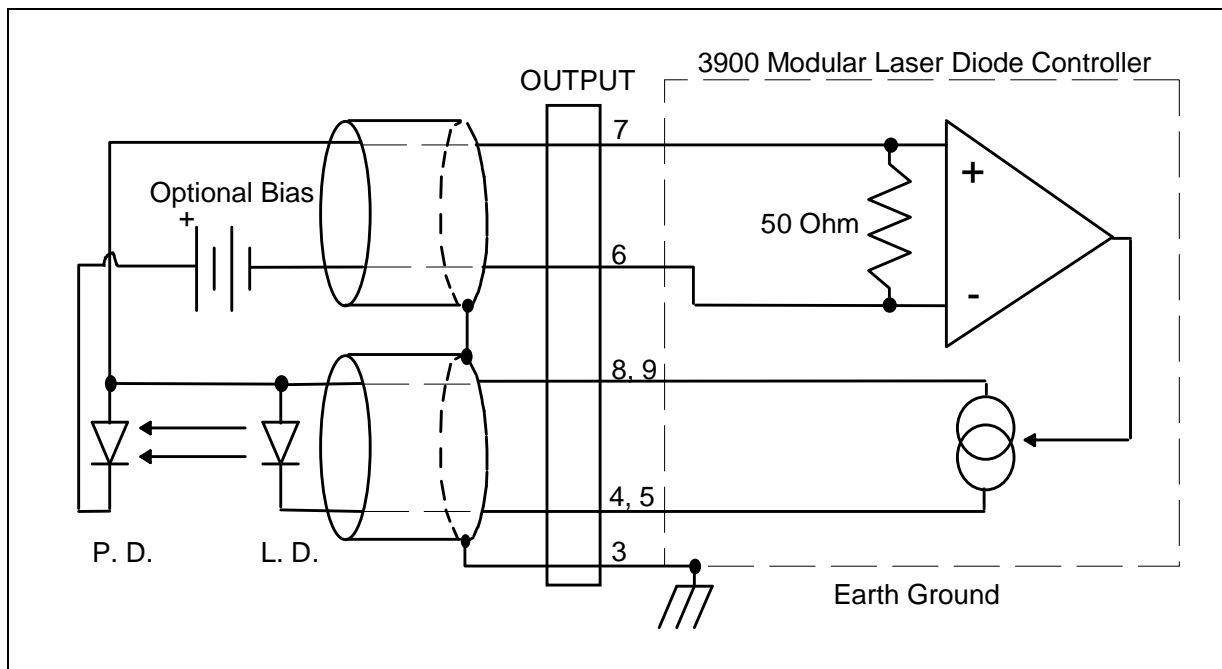 3900 Modular Laser Diode Controller
OUTPUT
7
Optional Bias
+
+
50 Ohm
6
-
8, 9
4, 5
P. D.
L. D.
3
Earth Ground